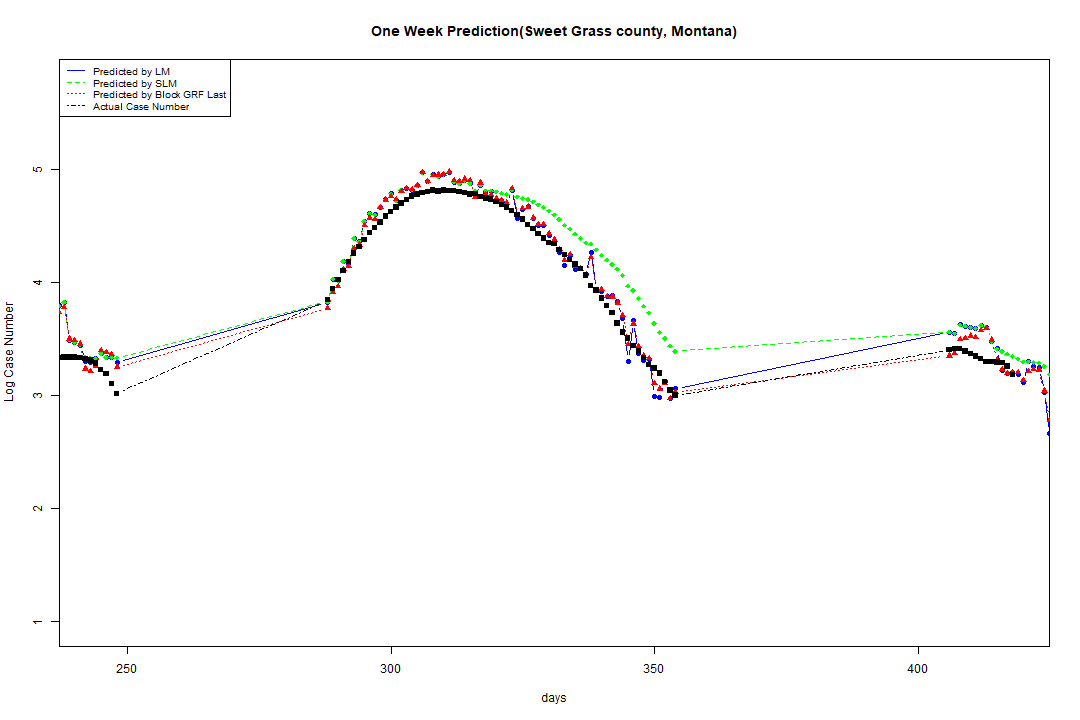 One Week Prediction(Sweet Grass county, Montana)
Predicted by LM
Predicted by SLM
Predicted by Block GRF Last
Actual Case Number
5
4
3
2
1
Log Case Number
250
300
350
400
days